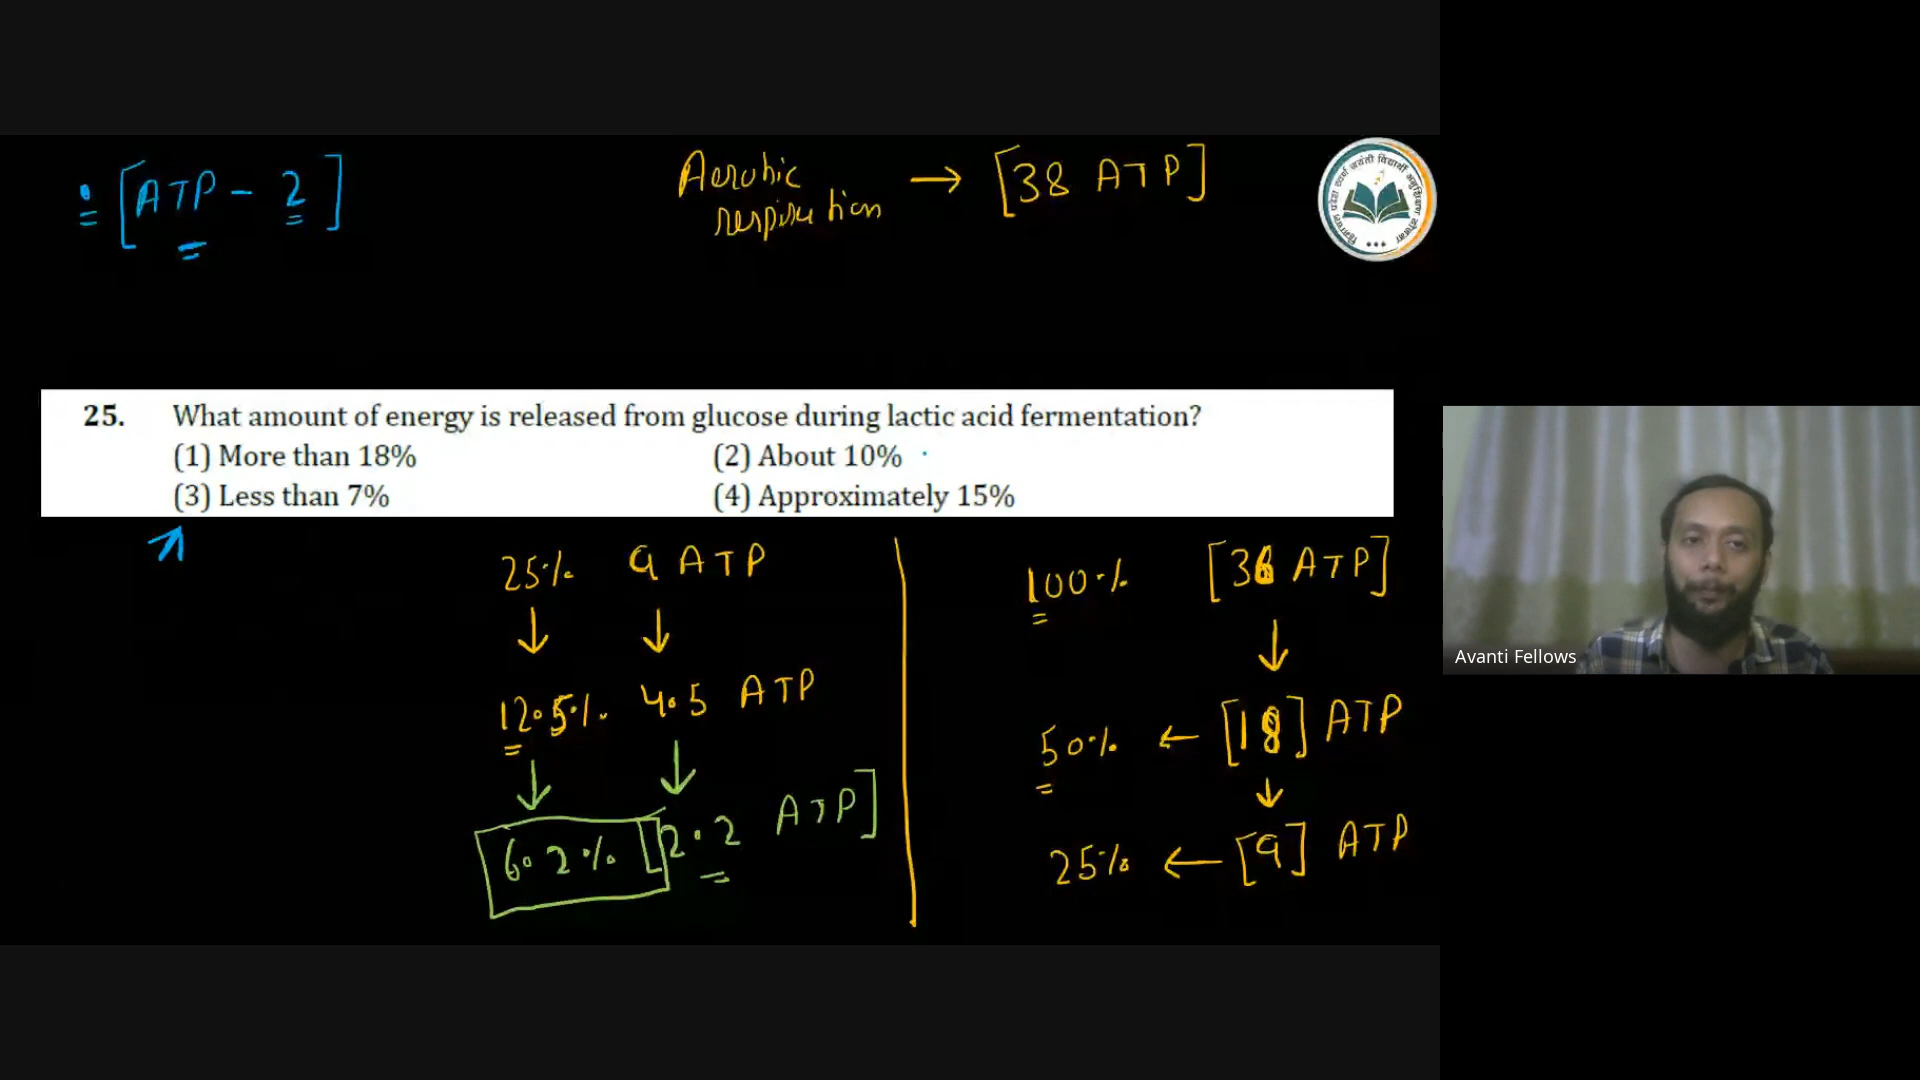 [ATP - 2]
Aerobic
respiration → [38 ATP]
25. What amount of energy is released from glucose during lactic acid fermentation?
(1) More than 18% (2) About 10%
(3) Less than 7% (4) Approximately 15%
25% 9 ATP
12.5% 4.5 ATP
6.2% [2.2 ATP]
100% [36 ATP]
50% ← [18] ATP
25% ← [9] ATP
Avanti Fellows